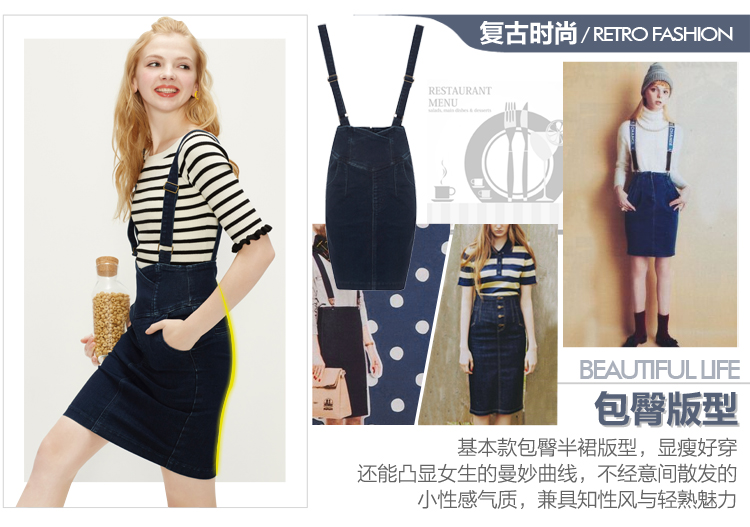 复古时尚 / RETRO FASHION
RESTAURANT
MENU
BEAUTIFUL LIFE
包臀版型
基本款包臀半裙版型，显瘦好穿
还能凸显女生的曼妙曲线，不经意间散发的
小性感气质，兼具知性风与轻熟魅力